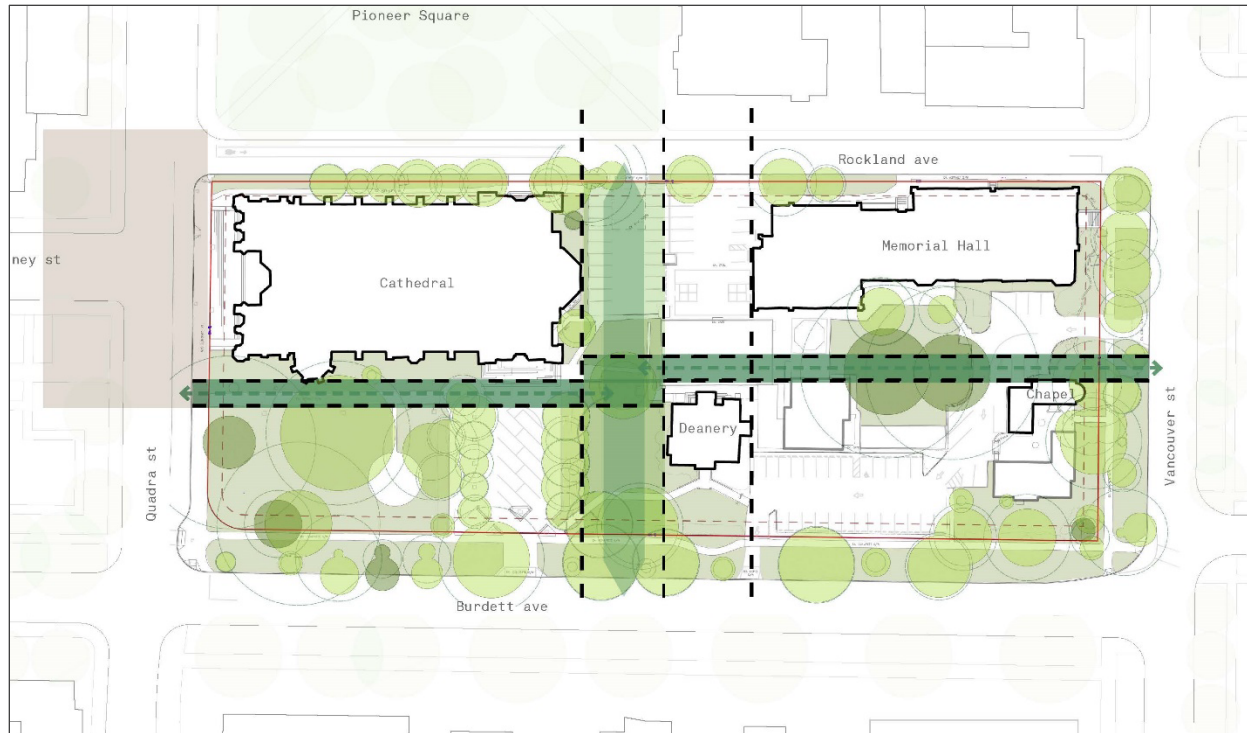 Pioneer Square
Rockland ave
Memorial Hall
Cathedral
ney st
Chapel
Deanery
Quadra st
Vancouver st
Burdett ave